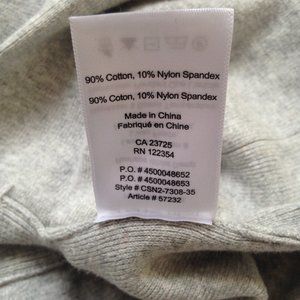 90% Cotton, 10% Nylon Spandex
90% Coton, 10% Nylon Spandex
Made in China
Fabriqué en Chine
CA 23725
RN 122354
P.O. # 4500048652
P.O. # 4500048653
Style # CSN2-7308-35
Article # 57232